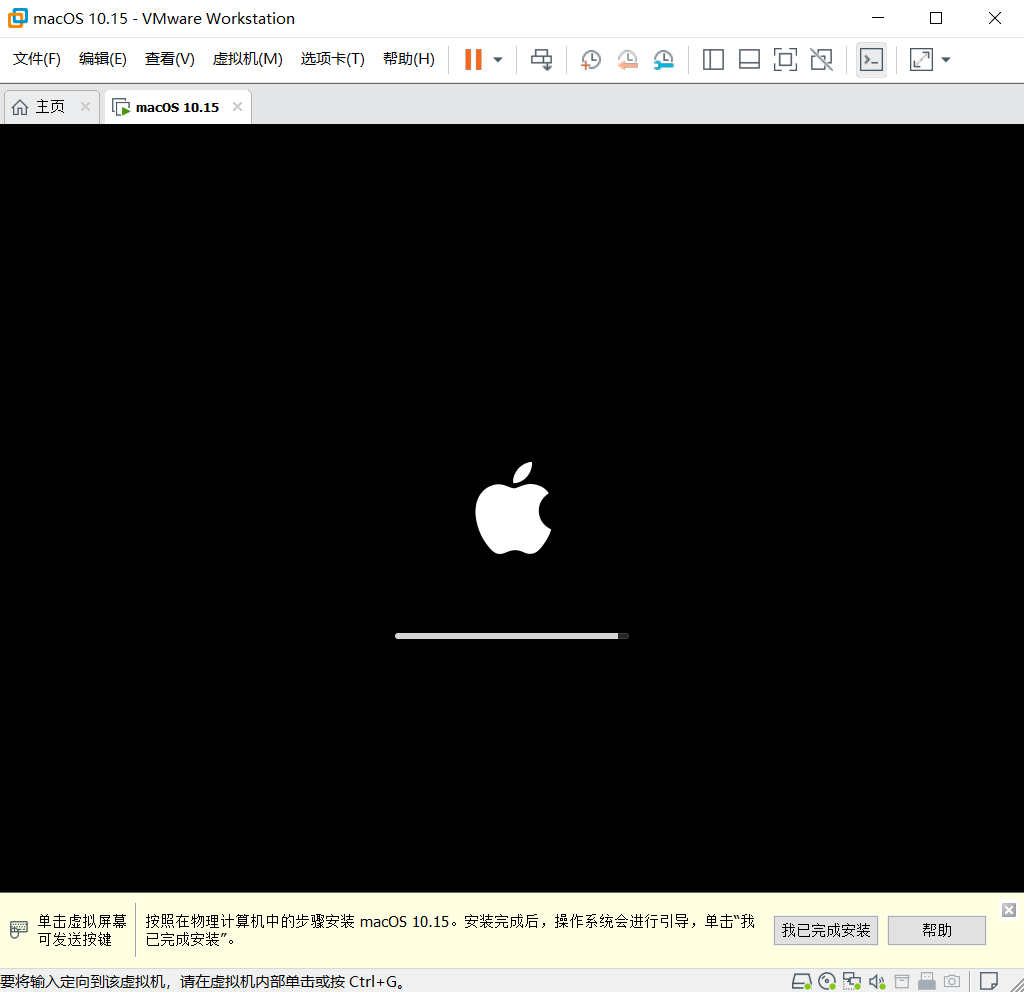 macOS 10.15 - VMware Workstation
文件(F) 编辑(E) 查看(V) 虚拟机(M) 选项卡(T) 帮助(H)
主页 macOS 10.15
单击虚拟屏幕
可发送按键
按照在物理计算机中的步骤安装 macOS 10.15。安装完成后，操作系统会进行引导，单击“我
已完成安装”。
我已完成安装 帮助
要将输入定向到该虚拟机，请在虚拟机内部单击或按 Ctrl+G。